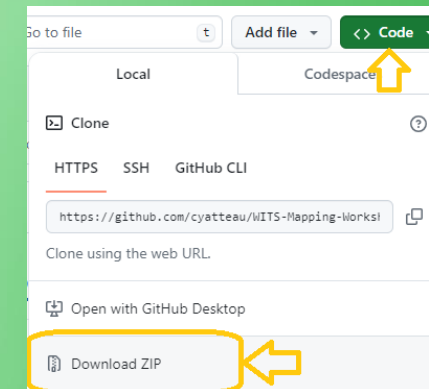 Go to file t Add file <> Code
Local Codespace
Clone
HTTPS SSH GitHub CLI
https://github.com/cyatteau/WITS-Mapping-Works
Clone using the web URL.
Open with GitHub Desktop
Download ZIP